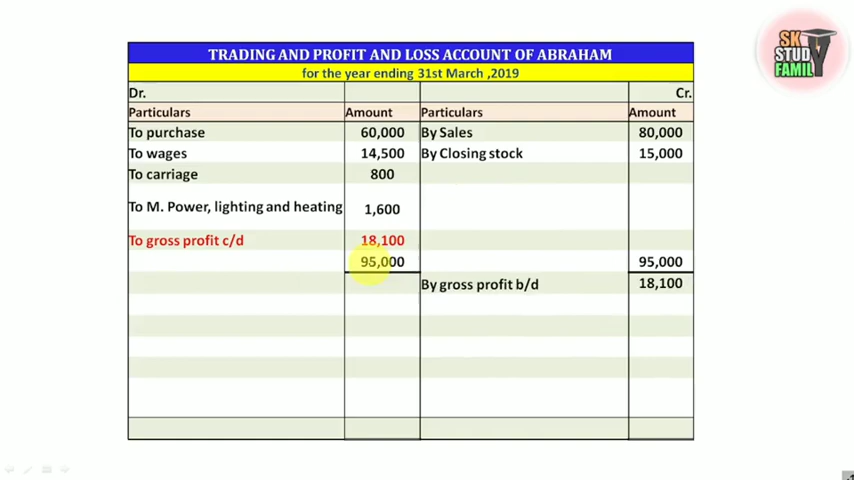 SK
STUDY
FAMILY
TRADING AND PROFIT AND LOSS ACCOUNT OF ABRAHAM
for the year ending 31st March ,2019
Dr. Cr.
Particulars Amount Particulars Amount
To purchase 60,000 By Sales 80,000
To wages 14,500 By Closing stock 15,000
To carriage 800
To M. Power, lighting and heating 1,600
To gross profit c/d 18,100
95,000 95,000
By gross profit b/d 18,100